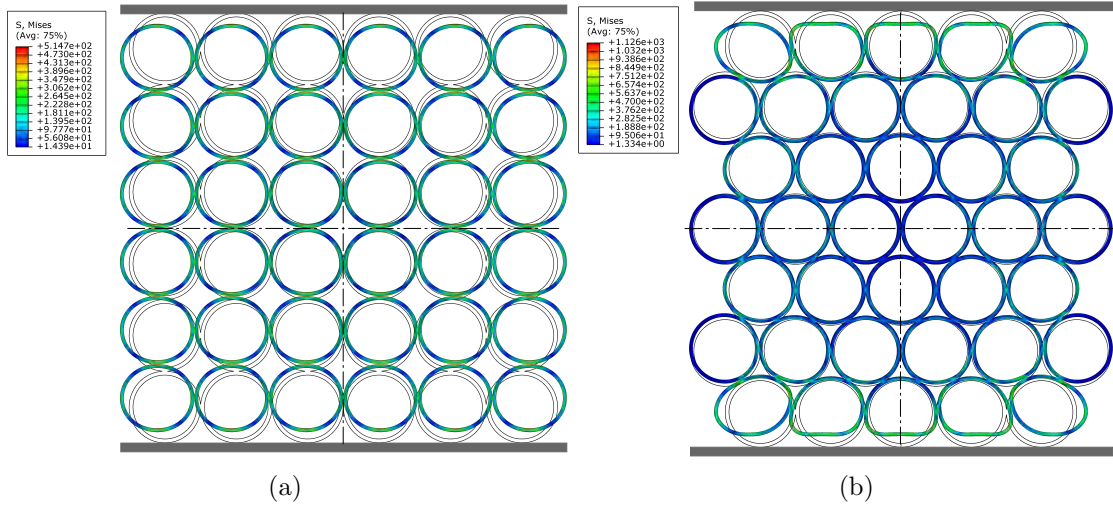 S, Mises
(Avg: 75%)
+5.147e+02
+4.730e+02
+4.313e+02
+3.896e+02
+3.479e+02
+3.062e+02
+2.645e+02
+2.228e+02
+1.811e+02
+1.395e+02
+9.777e+01
+5.608e+01
+1.439e+01
S, Mises
(Avg: 75%)
+1.126e+03
+1.032e+03
+9.386e+02
+8.449e+02
+7.512e+02
+6.574e+02
+5.637e+02
+4.700e+02
+3.762e+02
+2.825e+02
+1.888e+02
+9.506e+01
+1.334e+00
(a)
(b)